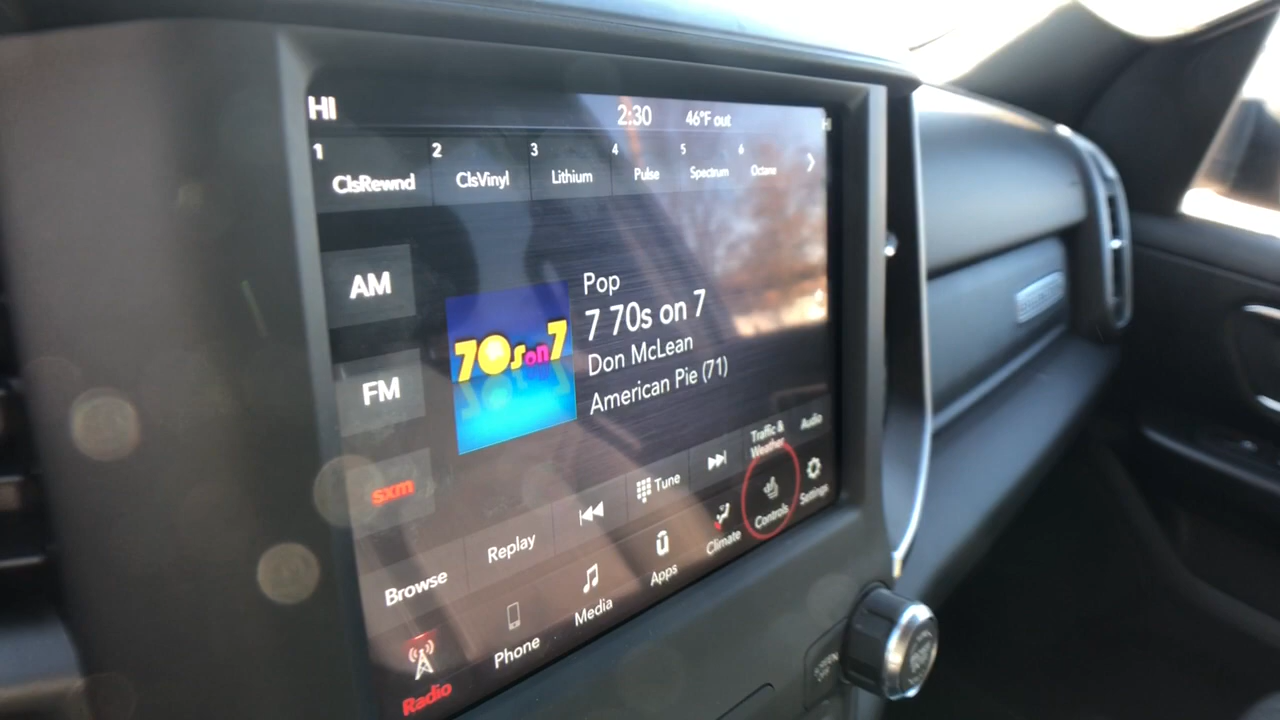 HI
2:30
46°F out
HI
1
2
3
4
5
6
ClsRewnd
ClsVinyl
Lithium
Pulse
Spectrum
Octane
AM
FM
sxm
70s on 7
Pop
7 70s on 7
Don McLean
American Pie (71)
Browse
Replay
Tune
Traffic &
Weather
Audio
Radio
Phone
Media
Apps
Climate
Controls
Settings